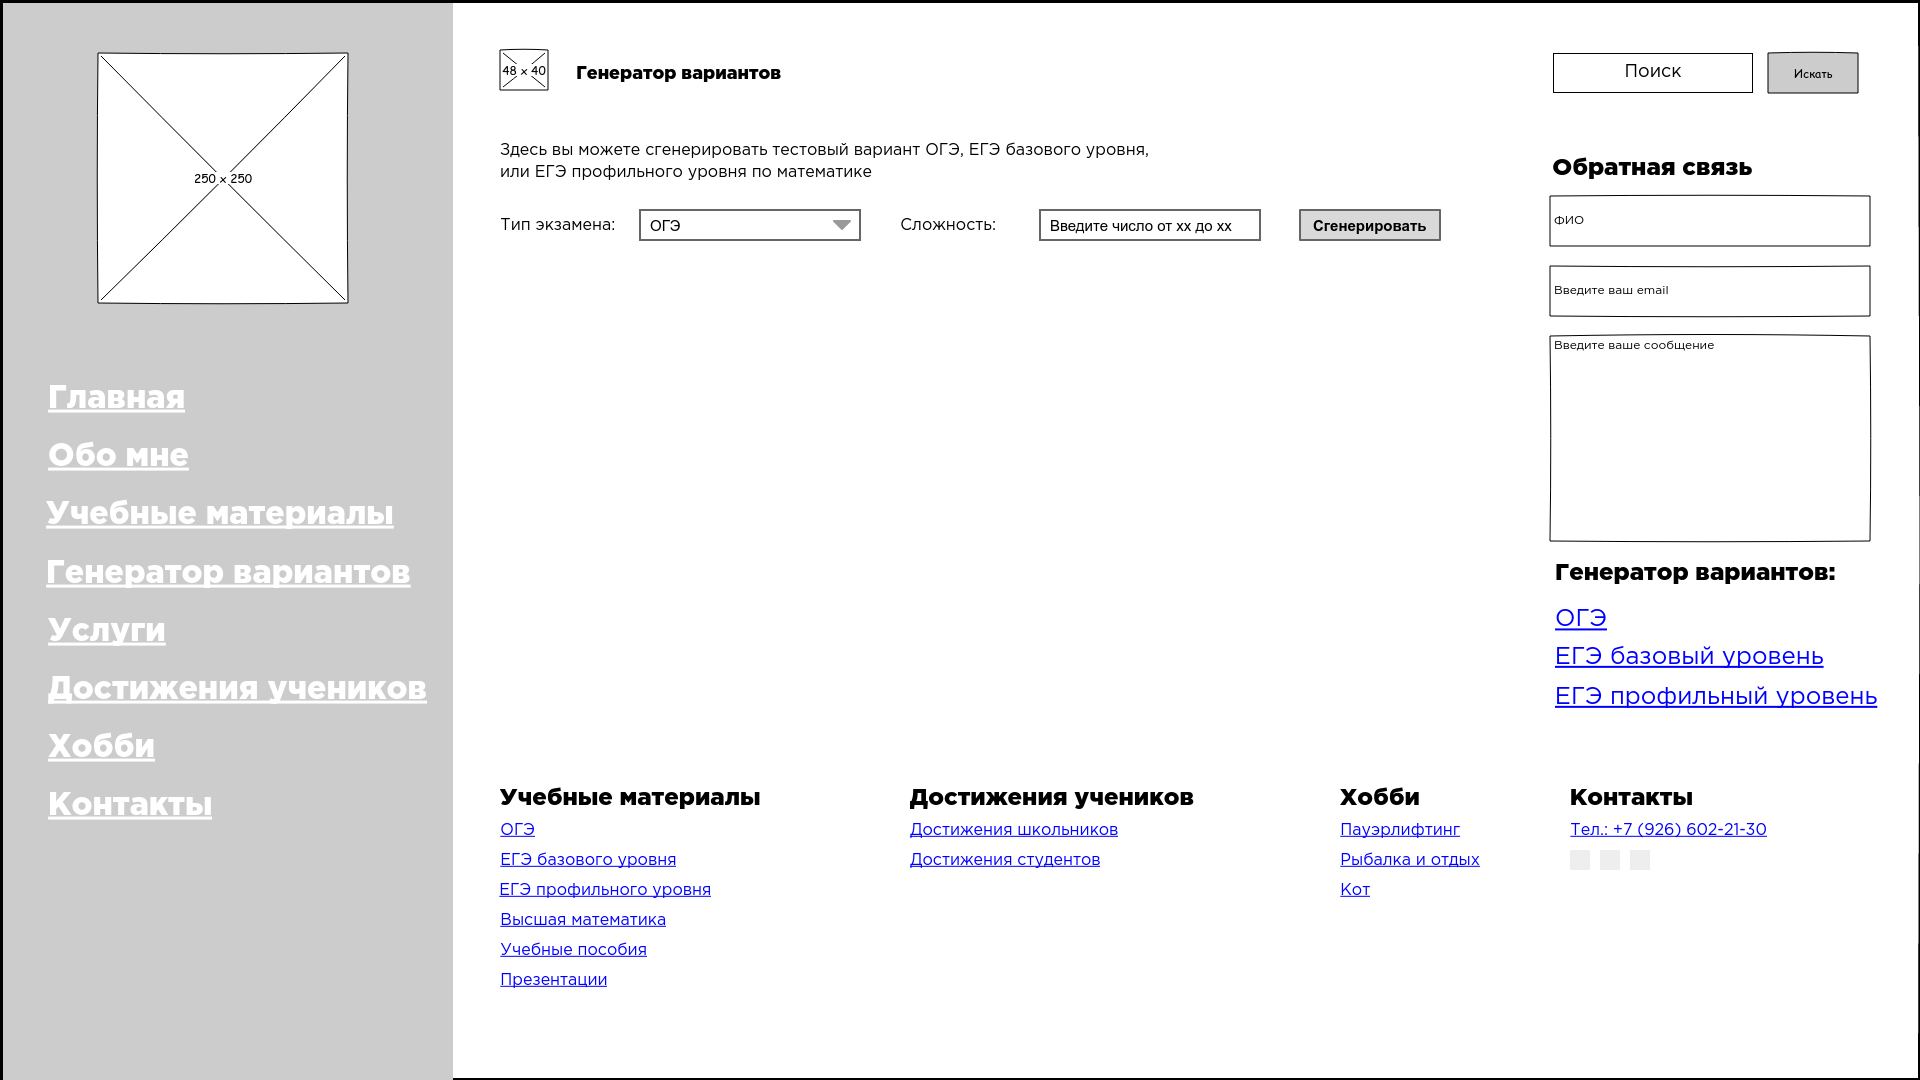 250 x 250
Главная
Обо мне
Учебные материалы
Генератор вариантов
Услуги
Достижения учеников
Хобби
Контакты
48 x 40
Генератор вариантов
Поиск
Искать
Здесь вы можете сгенерировать тестовый вариант ОГЭ, ЕГЭ базового уровня,
или ЕГЭ профильного уровня по математике
Тип экзамена:
ОГЭ
Сложность:
Введите число от xx до xx
Сгенерировать
Обратная связь
ФИО
Введите ваш email
Введите ваше сообщение
Генератор вариантов:
ОГЭ
ЕГЭ базовый уровень
ЕГЭ профильный уровень
Учебные материалы
ОГЭ
ЕГЭ базового уровня
ЕГЭ профильного уровня
Высшая математика
Учебные пособия
Презентации
Достижения учеников
Достижения школьников
Достижения студентов
Хобби
Пауэрлифтинг
Рыбалка и отдых
Кот
Контакты
Тел.: +7 (926) 602-21-30